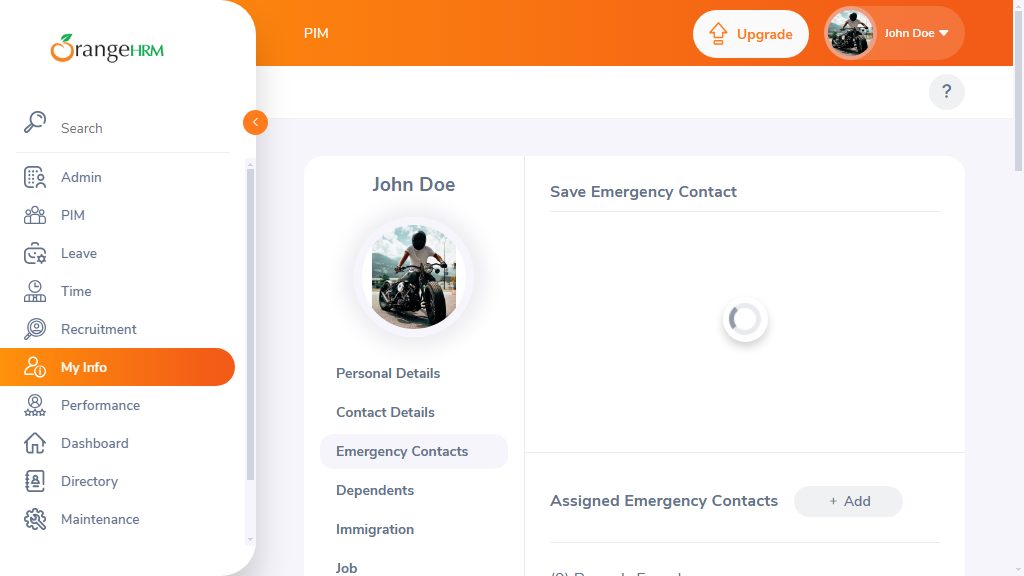 OrangeHRM
PIM
Upgrade
John Doe
?
Search
Admin
PIM
Leave
Time
Recruitment
My Info
Performance
Dashboard
Directory
Maintenance
John Doe
Personal Details
Contact Details
Emergency Contacts
Dependents
Immigration
Job
Save Emergency Contact
Assigned Emergency Contacts
+ Add